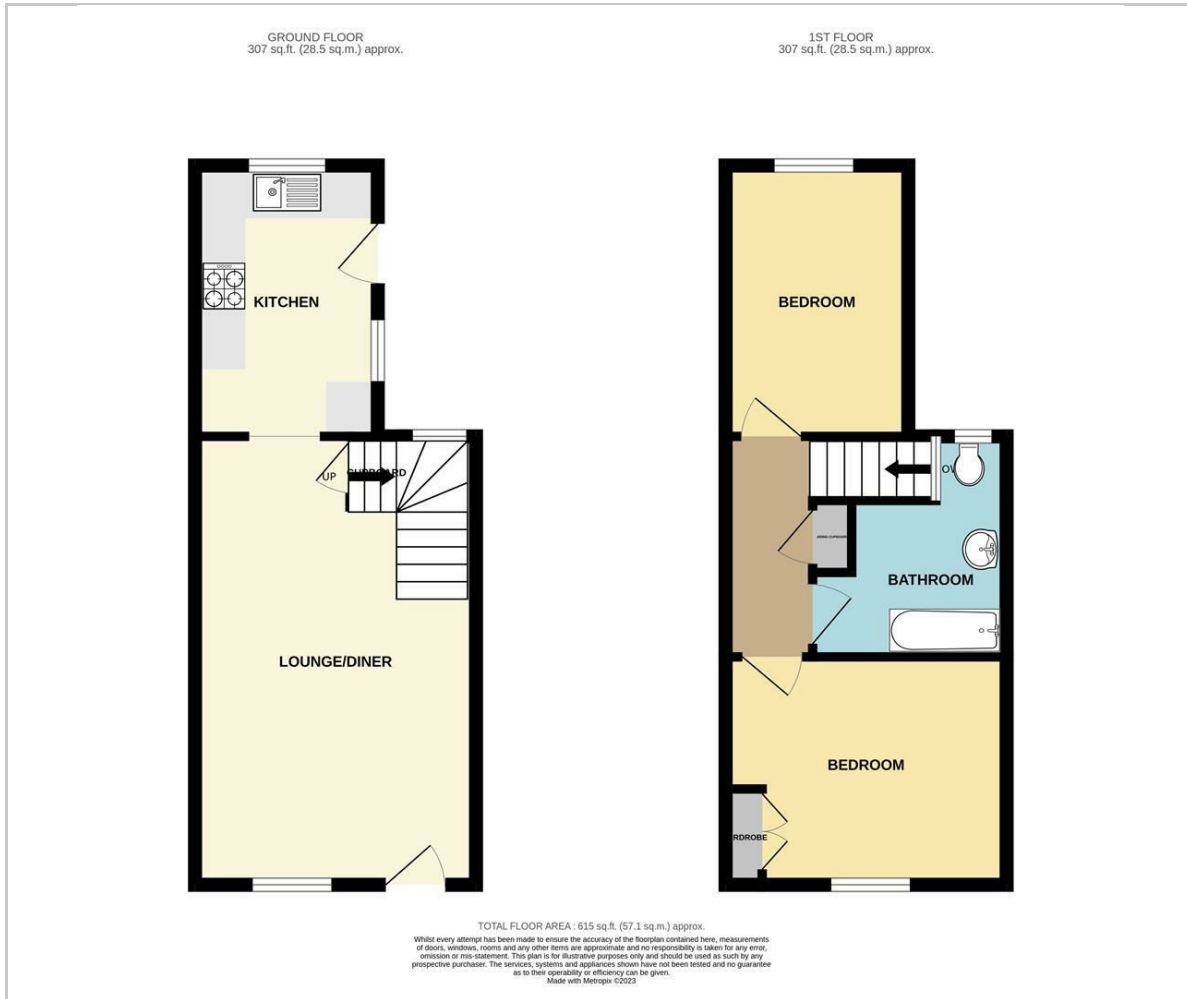 GROUND FLOOR
307 sq.ft. (28.5 sq.m.) approx.
1ST FLOOR
307 sq.ft. (28.5 sq.m.) approx.
KITCHEN
BEDROOM
UP
CUPBOARD
LOUNGE/DINER
BATHROOM
BEDROOM
RDROBE
TOTAL FLOOR AREA : 615 sq.ft. (57.1 sq.m.) approx.
Whilst every attempt has been made to ensure the accuracy of the floorplan contained here, measurements
of doors, windows, rooms and any other items are approximate and no responsibility is taken for any error,
omission or mis-statement. This plan is for illustrative purposes only and should be used as such by any
prospective purchaser. The services, systems and appliances shown have not been tested and no guarantee
as to their operability or efficiency can be given.
Made with Metropix ©2023